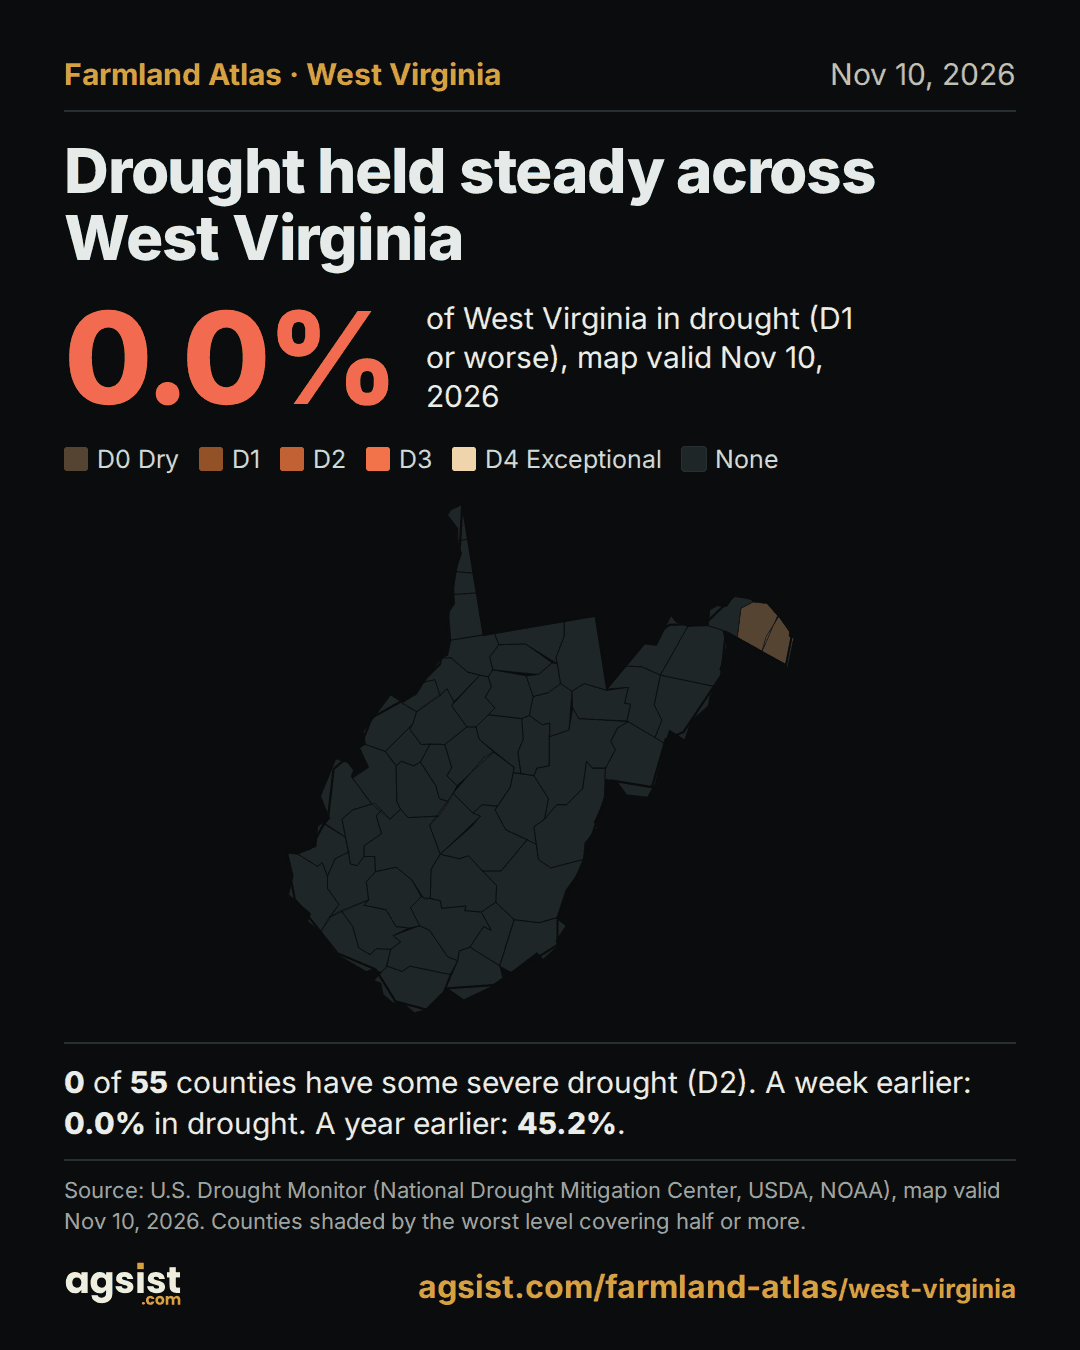 Farmland Atlas · West Virginia
Nov 10, 2026
Drought held steady across
West Virginia
0.0%
of West Virginia in drought (D1
or worse), map valid Nov 10,
2026
D0 Dry D1 D2 D3 D4 Exceptional None
0 of 55 counties have some severe drought (D2). A week earlier:
0.0% in drought. A year earlier: 45.2%.
Source: U.S. Drought Monitor (National Drought Mitigation Center, USDA, NOAA), map valid
Nov 10, 2026. Counties shaded by the worst level covering half or more.
agsist
.com
agsist.com/farmland-atlas/west-virginia